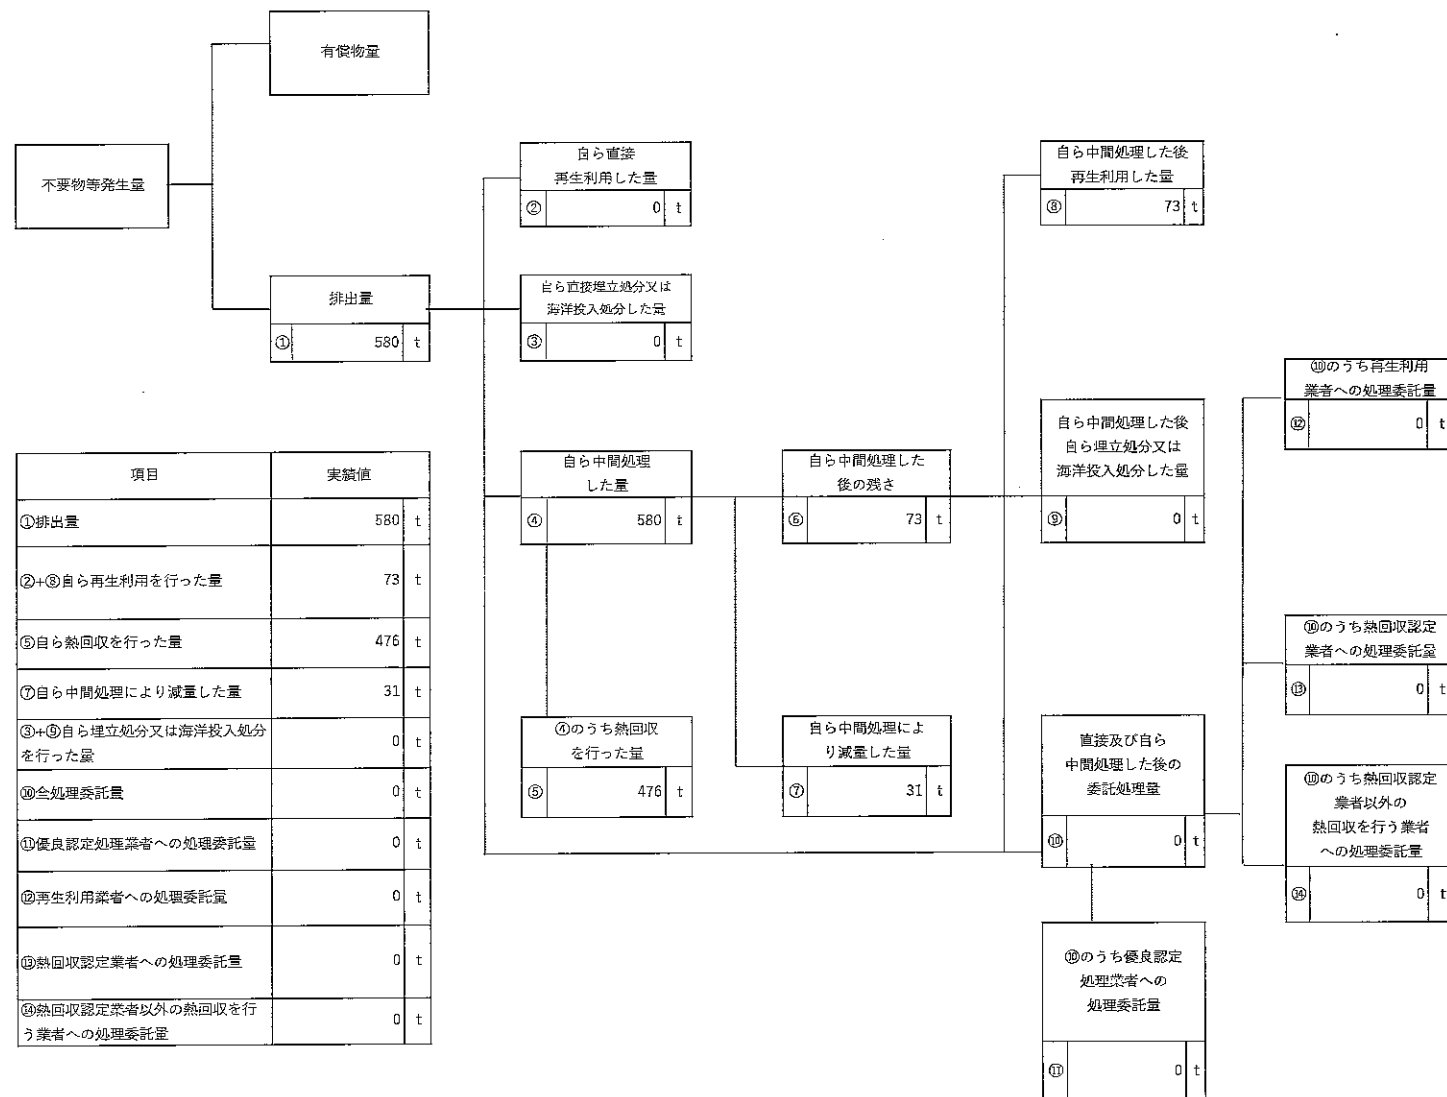 有償物量
不要物等発生量
排出量
① 580 t
自ら直接
再生利用した量
② 0 t
自ら直接埋立処分又は
海洋投入処分した量
③ 0 t
自ら中間処理
した量
④ 580 t
④のうち熱回収
を行った量
⑤ 476 t
自ら中間処理した
後の残さ
⑥ 73 t
自ら中間処理によ
り減量した量
⑦ 31 t
自ら中間処理した後
再生利用した量
⑧ 73 t
自ら中間処理した後
自ら埋立処分又は
海洋投入処分した量
⑨ 0 t
直接及び自ら
中間処理した後の
委託処理量
⑩ 0 t
⑩のうち優良認定
処理業者への
処理委託量
⑪ 0 t
⑩のうち再生利用
業者への処理委託量
⑫ 0 t
⑩のうち熱回収認定
業者への処理委託量
⑬ 0 t
⑩のうち熱回収認定
業者以外の
熱回収を行う業者
への処理委託量
⑭ 0 t
項目 実績値
①排出量 580 t
②+⑧自ら再生利用を行った量 73 t
⑤自ら熱回収を行った量 476 t
⑦自ら中間処理により減量した量 31 t
③+⑨自ら埋立処分又は海洋投入処分
を行った量 0 t
⑩全処理委託量 0 t
⑪優良認定処理業者への処理委託量 0 t
⑫再生利用業者への処理委託量 0 t
⑬熱回収認定業者への処理委託量 0 t
⑭熱回収認定業者以外の熱回収を行
う業者への処理委託量 0 t